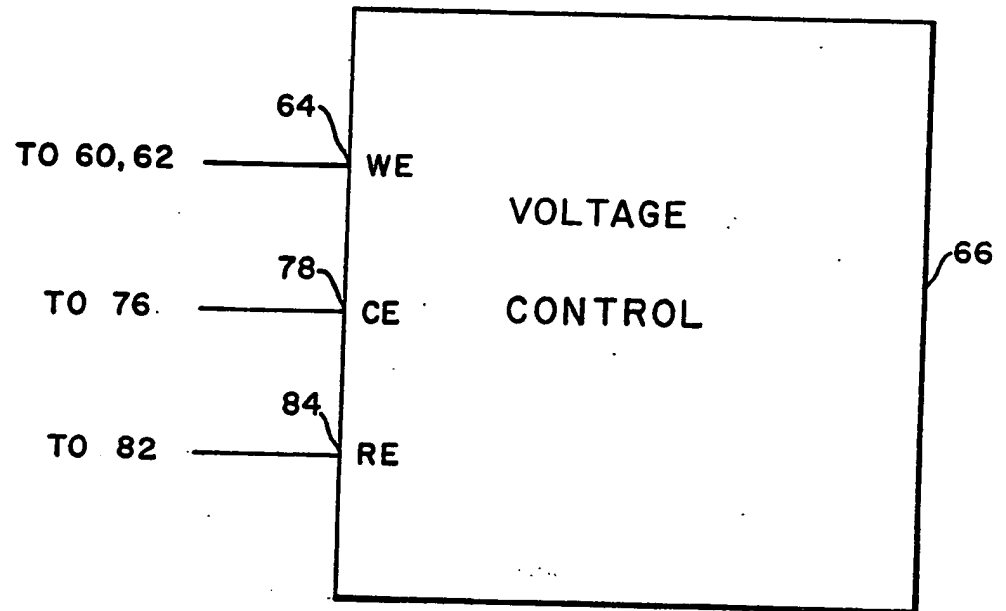 64
TO 60, 62
WE
VOLTAGE
78
66
TO 76
CE
CONTROL
84
TO 82
RE